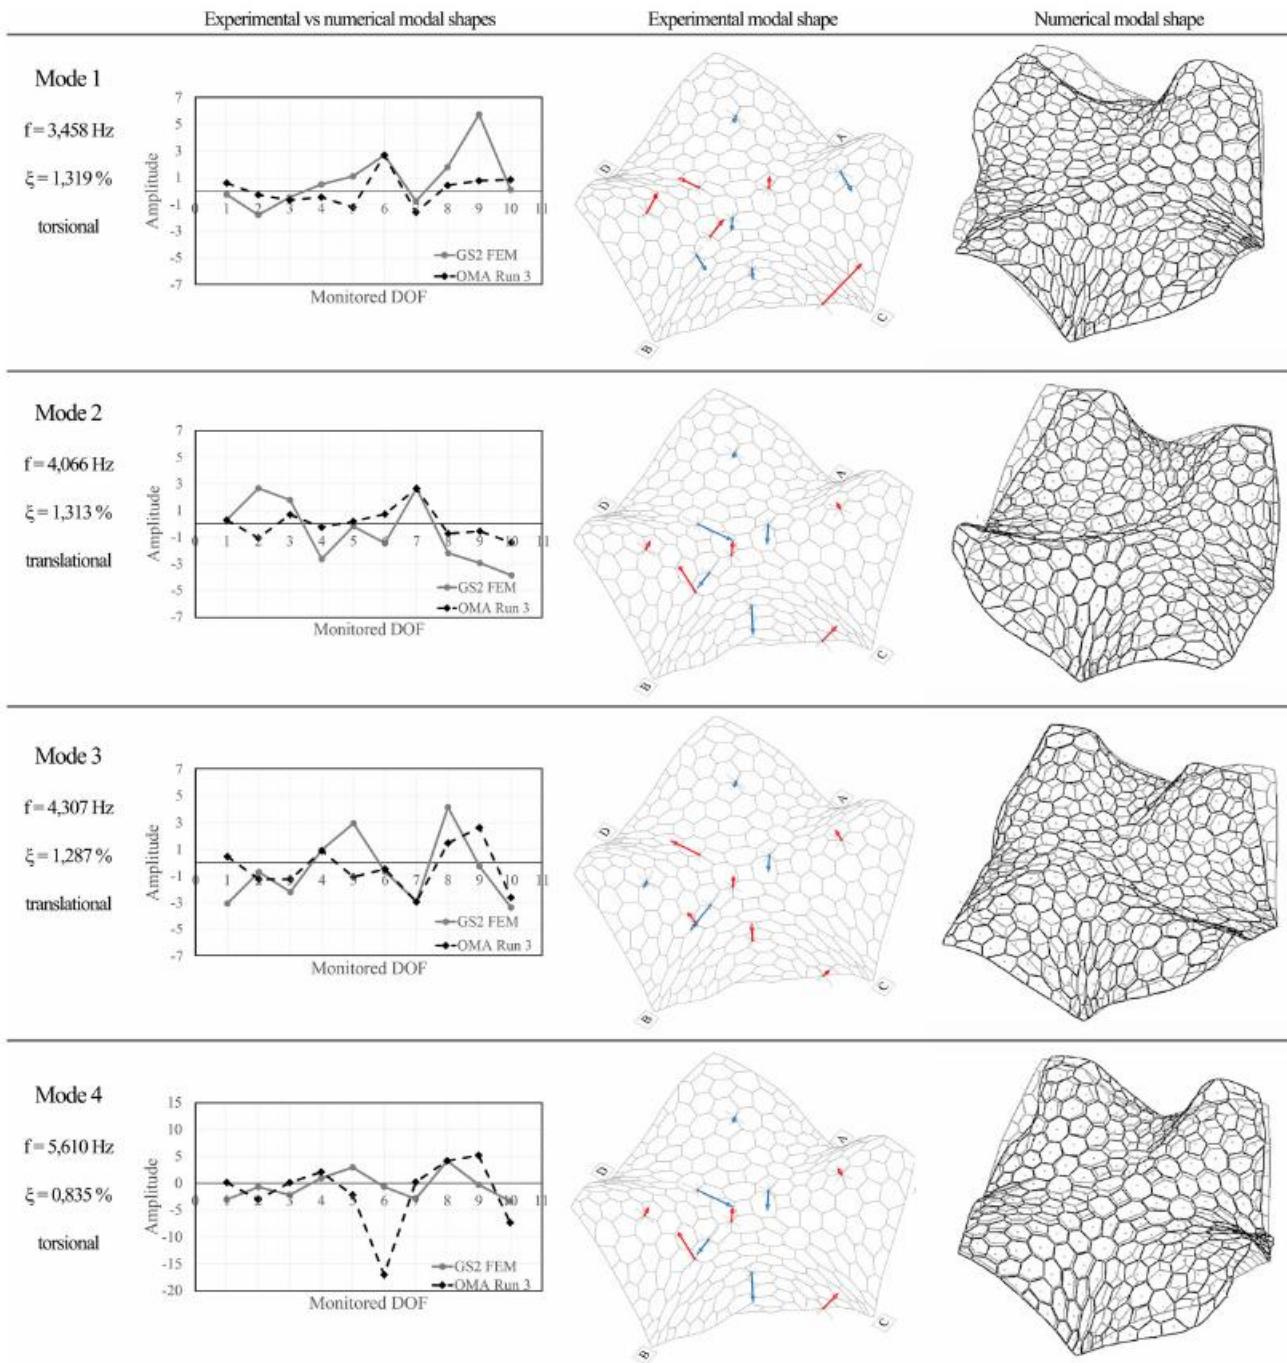 Experimental vs numerical modal shapes
Experimental modal shape
Numerical modal shape
Mode 1
f = 3,458 Hz
ξ = 1,319 %
torsional
Amplitude
7
5
3
1
-1
-3
-5
-7
0 1 2 3 4 5 6 7 8 9 10 11
GS2 FEM
OMA Run 3
Monitored DOF
A
B
C
D
Mode 2
f = 4,066 Hz
ξ = 1,313 %
translational
Amplitude
7
5
3
1
-1
-3
-5
-7
0 1 2 3 4 5 6 7 8 9 10 11
GS2 FEM
OMA Run 3
Monitored DOF
A
B
C
D
Mode 3
f = 4,307 Hz
ξ = 1,287 %
translational
Amplitude
7
5
3
1
-1
-3
-5
-7
0 1 2 3 4 5 6 7 8 9 10 11
GS2 FEM
OMA Run 3
Monitored DOF
A
B
C
D
Mode 4
f = 5,610 Hz
ξ = 0,835 %
torsional
Amplitude
15
10
5
0
-5
-10
-15
-20
0 1 2 3 4 5 6 7 8 9 10 11
GS2 FEM
OMA Run 3
Monitored DOF
A
B
C
D